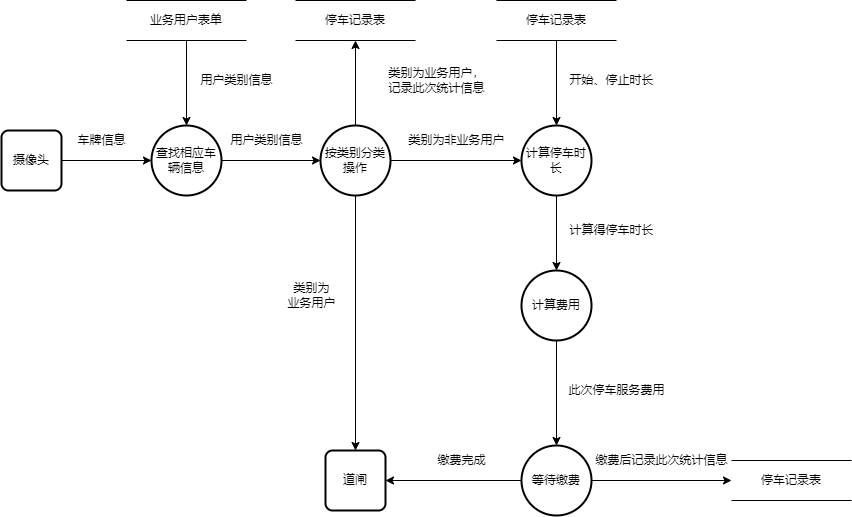 业务用户表单
停车记录表
停车记录表
用户类别信息
类别为业务用户，
记录此次统计信息
开始、停止时长
摄像头
车牌信息
查找相应车
辆信息
用户类别信息
按类别分类
操作
类别为非业务用户
计算停车时
长
计算得停车时长
类别为
业务用户
计算费用
此次停车服务费用
道闸
缴费完成
等待缴费
缴费后记录此次统计信息
停车记录表